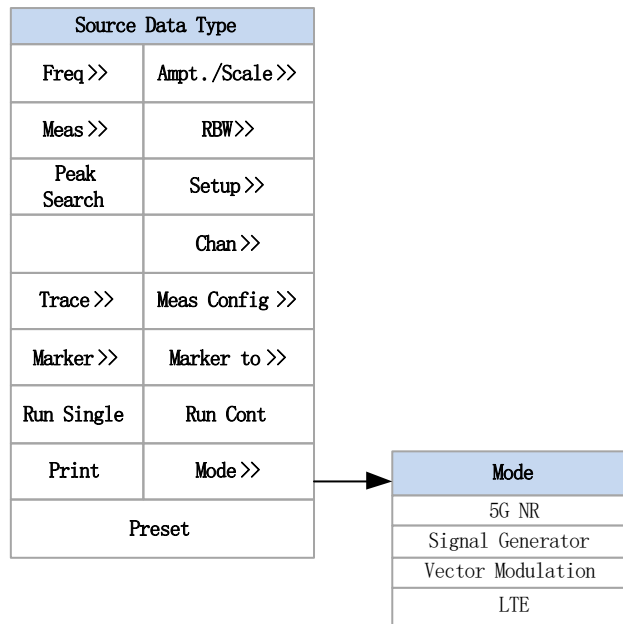 Source Data Type
Freq>> Ampt./Scale>>
Meas>> RBW>>
Peak
Search
Setup>>
Chan>>
Trace>> Meas Config >>
Marker>> Marker to >>
Run Single Run Cont
Print Mode>>
Preset
Mode
5G NR
Signal Generator
Vector Modulation
LTE